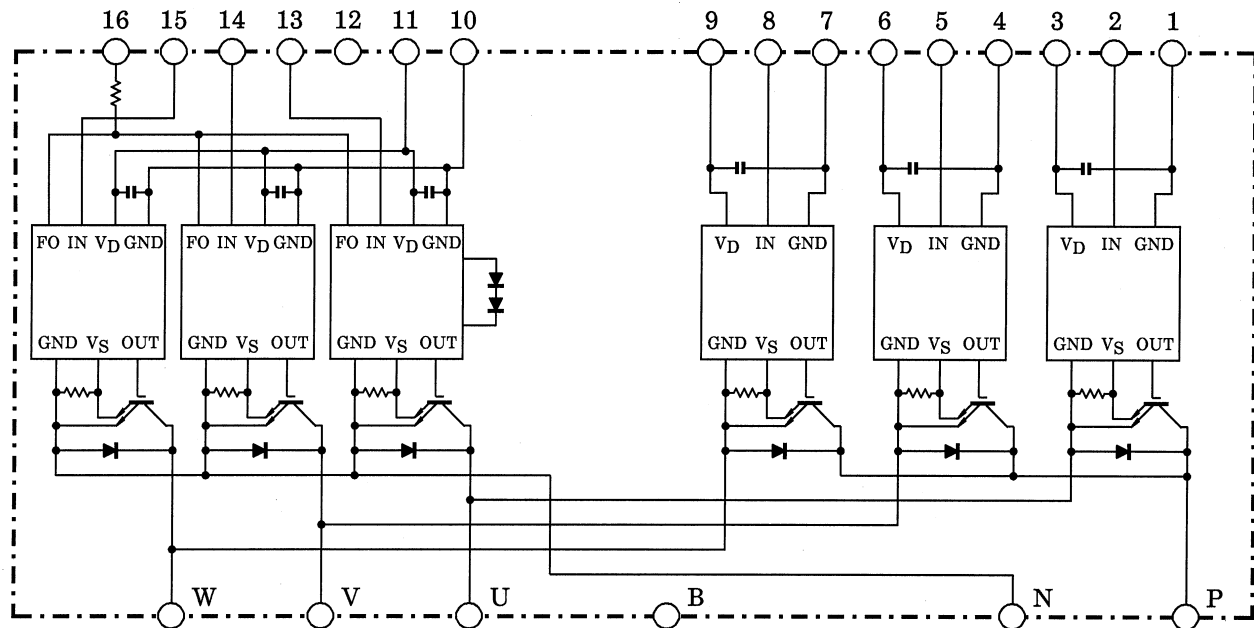 16 15 14 13 12 11 10 9 8 7 6 5 4 3 2 1
FO IN VD GND FO IN VD GND FO IN VD GND VD IN GND VD IN GND VD IN GND
GND VS OUT GND VS OUT GND VS OUT GND VS OUT GND VS OUT GND VS OUT
W V U B N P